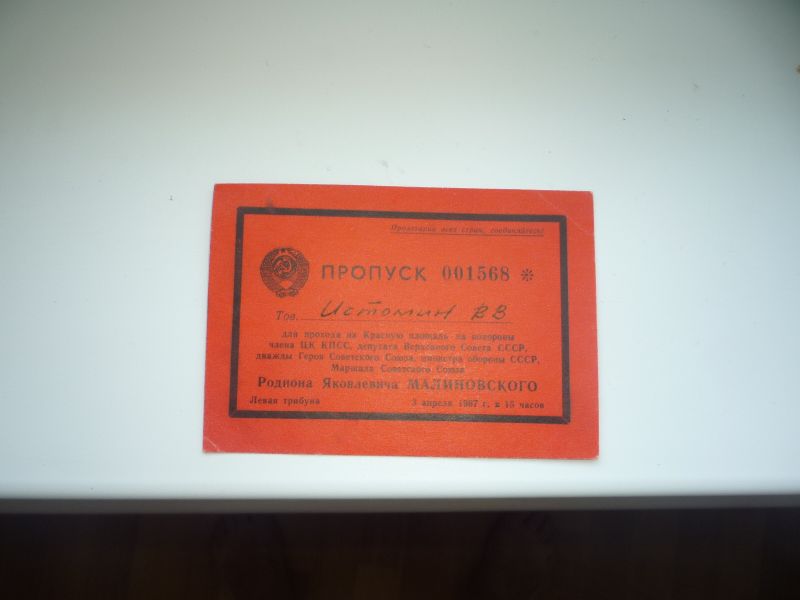 Пролетарии всех стран, соединяйтесь!
ПРОПУСК 001568 *
Тов. Истомин ВВ
для прохода на Красную площадь на похороны
члена ЦК КПСС, депутата Верховного Совета СССР,
дважды Героя Советского Союза, министра обороны СССР,
Маршала Советского Союза
Родиона Яковлевича МАЛИНОВСКОГО
Левая трибуна 3 апреля 1967 г. в 15 часов